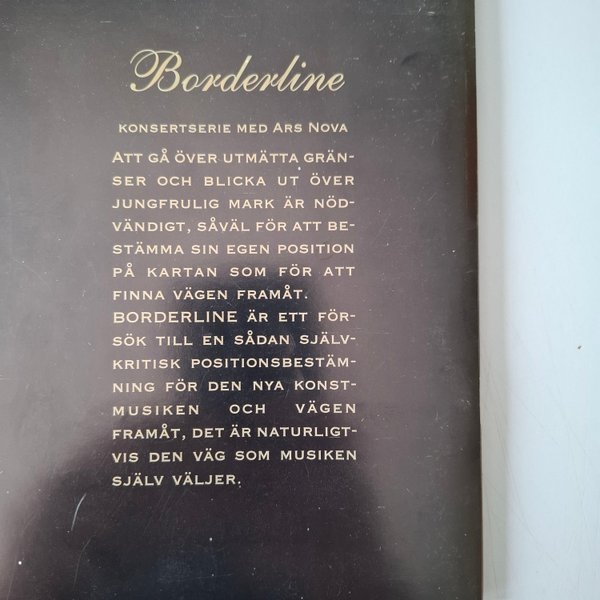 Borderline
KONSERTSERIE MED ARS NOVA
ATT GÅ ÖVER UTMÄTTA GRÄN-
SER OCH BLICKA UT ÖVER
JUNGFRULIG MARK ÄR NÖD-
VÄNDIGT, SÅVÄL FÖR ATT BE-
STÄMMA SIN EGEN POSITION
PÅ KARTAN SOM FÖR ATT
FINNA VÄGEN FRAMÅT.
BORDERLINE ÄR ETT FÖR-
SÖK TILL EN SÅDAN SJÄLV-
KRITISK POSITIONSBESTÄM-
NING FÖR DEN NYA KONST-
MUSIKEN OCH VÄGEN
FRAMÅT, DET ÄR NATURLIGT-
VIS DEN VÄG SOM MUSIKEN
SJÄLV VÄLJER.